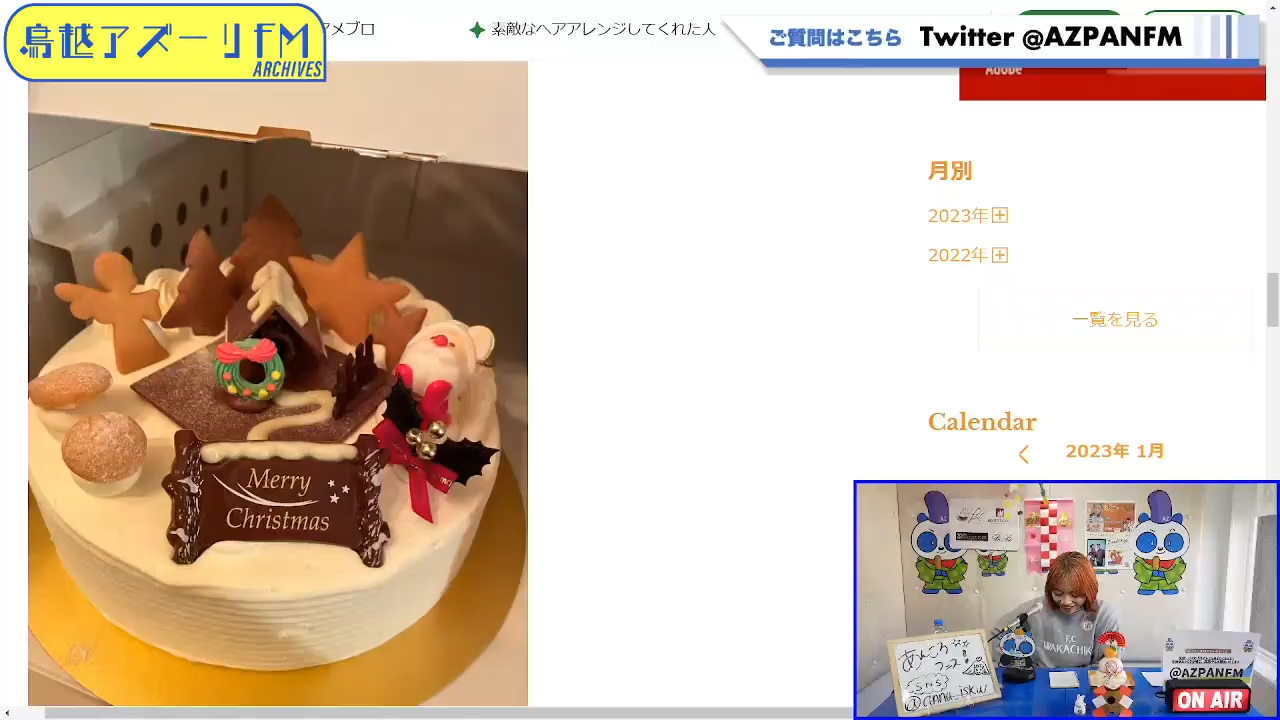 鳥越アズーリFM
ARCHIVES
アメブロ
素敵なヘアアレンジしてくれた人
ご質問はこちら Twitter @AZPANFM
Adobe
月別
2023年
2022年
一覧を見る
Calendar
2023年 1月
Merry
Christmas
F.C
WAKACHIK
@annu_iskw
@AZPANFM
ON AIR